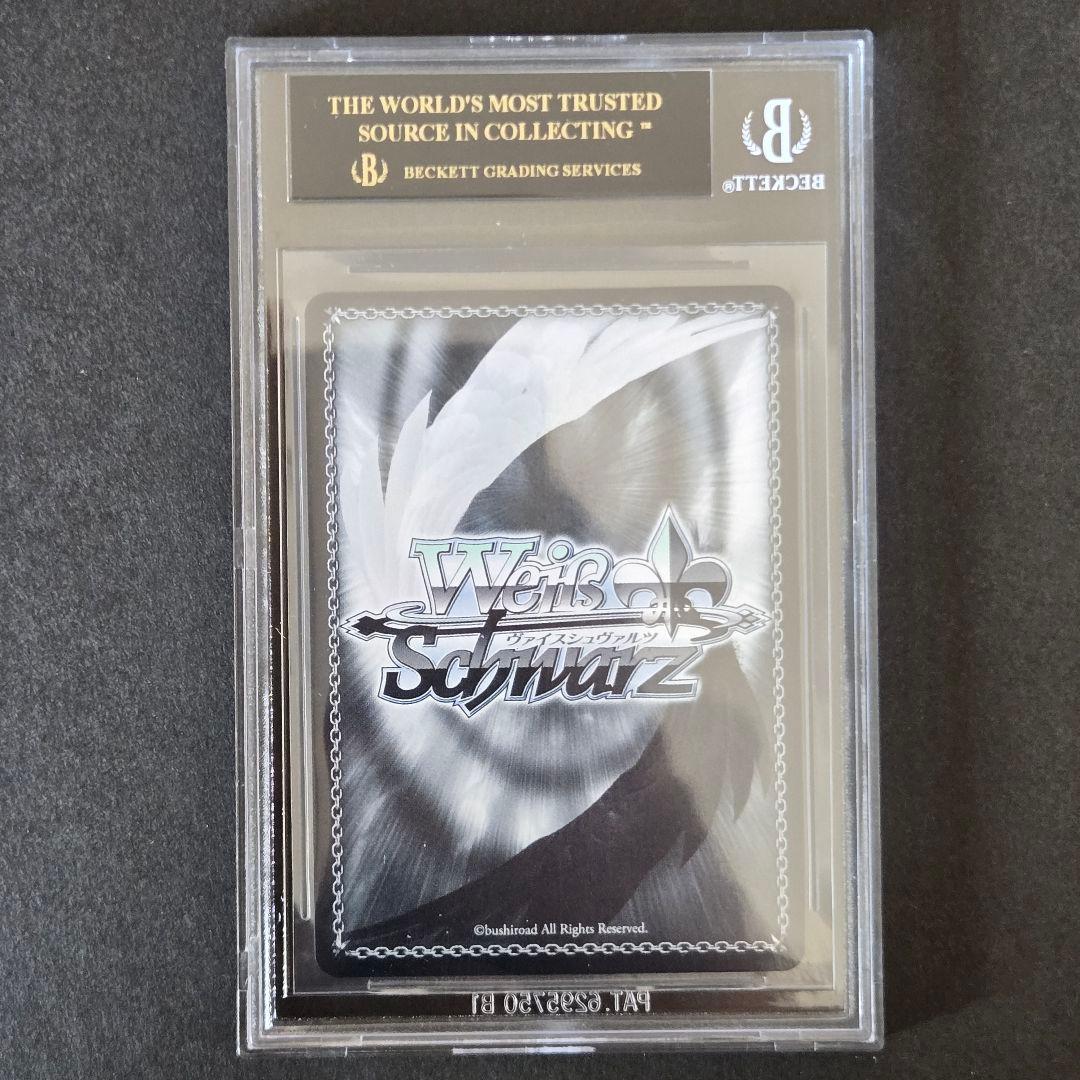 THE WORLD'S MOST TRUSTED
SOURCE IN COLLECTING ™
B BECKETT GRADING SERVICES
B
BECKETT®
Weiß
ヴァイスシュヴァルツ
Schwarz
©bushiroad All Rights Reserved.
PAT. 6295750 B1